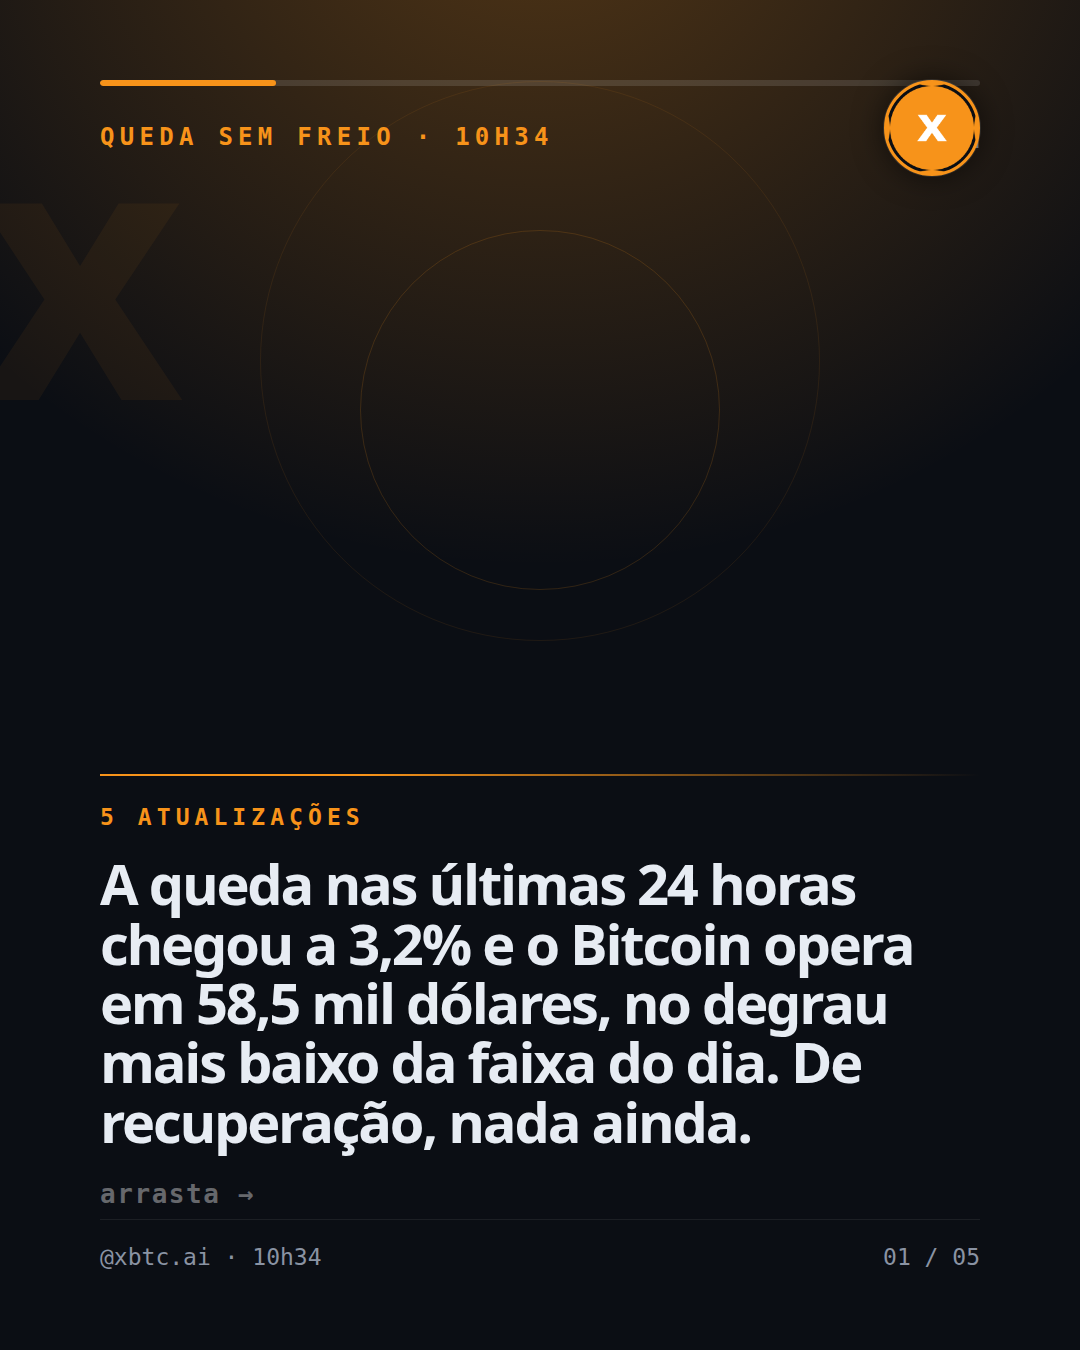 QUEDA SEM FREIO · 10H34
X
X
5 ATUALIZAÇÕES
A queda nas últimas 24 horas
chegou a 3,2% e o Bitcoin opera
em 58,5 mil dólares, no degrau
mais baixo da faixa do dia. De
recuperação, nada ainda.
arrasta →
@xbtc.ai · 10h34
01 / 05